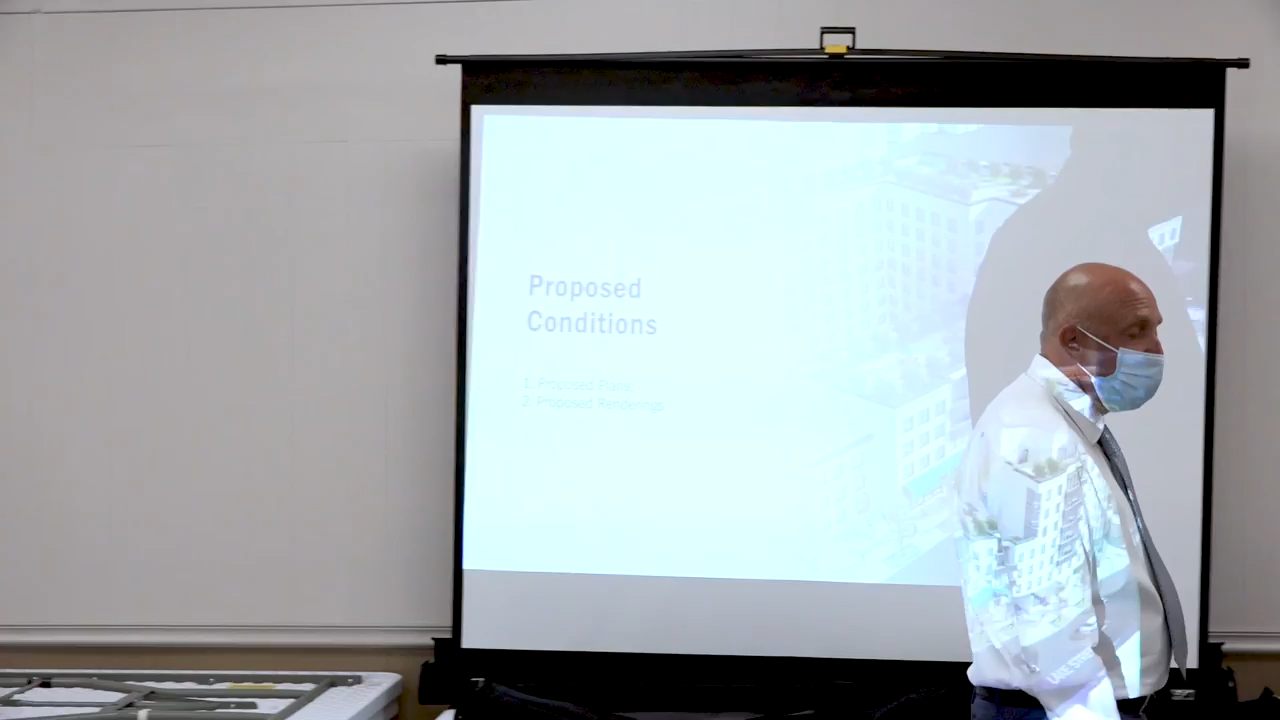 Proposed
Conditions
1. Proposed Plans
2. Proposed Renderings